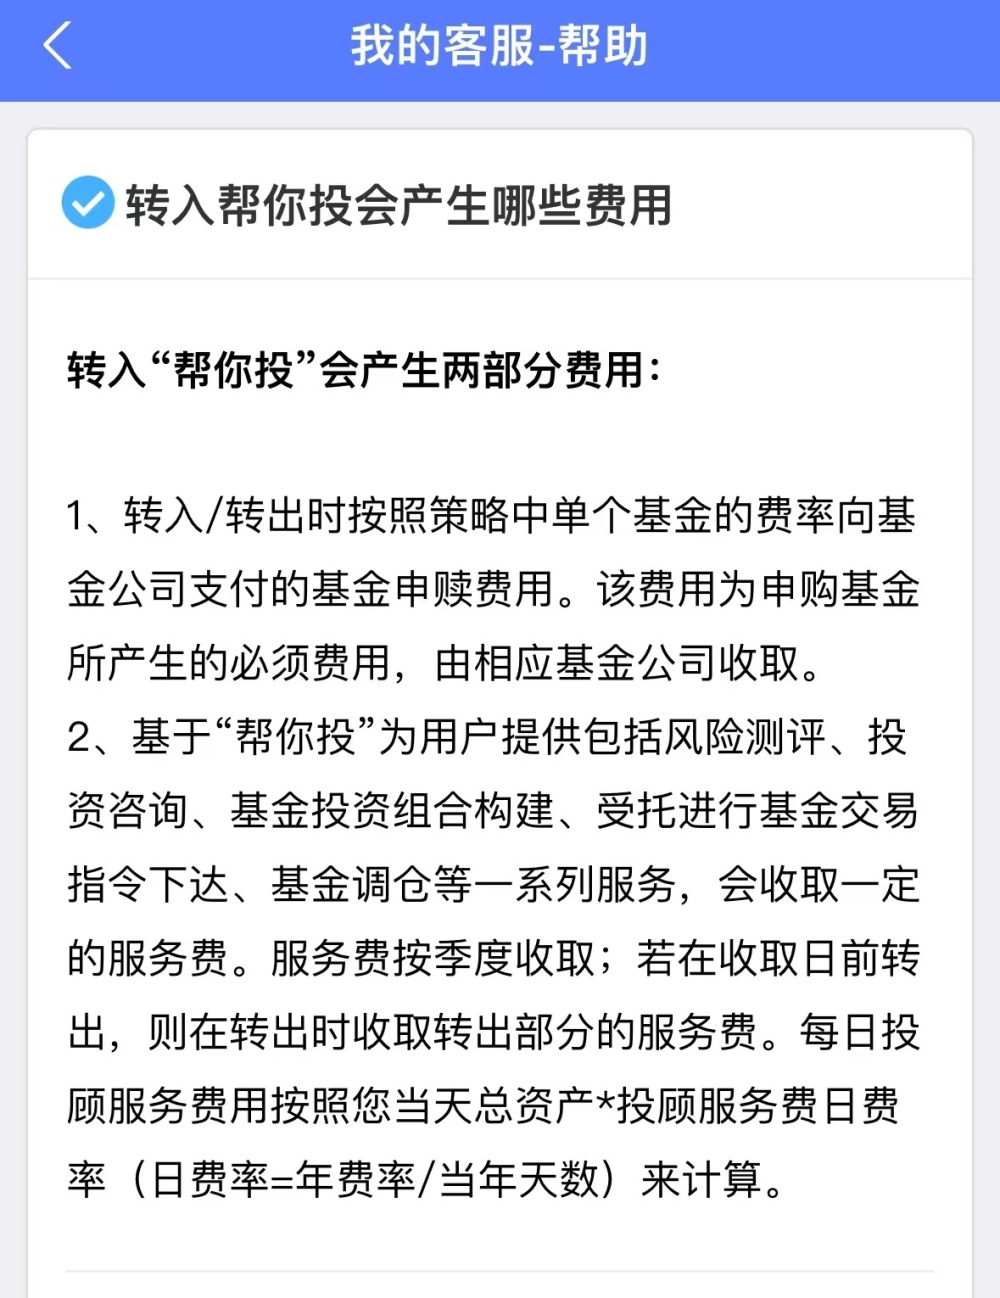 我的客服-帮助
转入帮你投会产生哪些费用
转入“帮你投”会产生两部分费用：
1、转入/转出时按照策略中单个基金的费率向基
金公司支付的基金申赎费用。该费用为申购基金
所产生的必须费用，由相应基金公司收取。
2、基于“帮你投”为用户提供包括风险测评、投
资咨询、基金投资组合构建、受托进行基金交易
指令下达、基金调仓等一系列服务，会收取一定
的服务费。服务费按季度收取；若在收取日前转
出，则在转出时收取转出部分的服务费。每日投
顾服务费用按照您当天总资产*投顾服务费日费
率（日费率=年费率/当年天数）来计算。